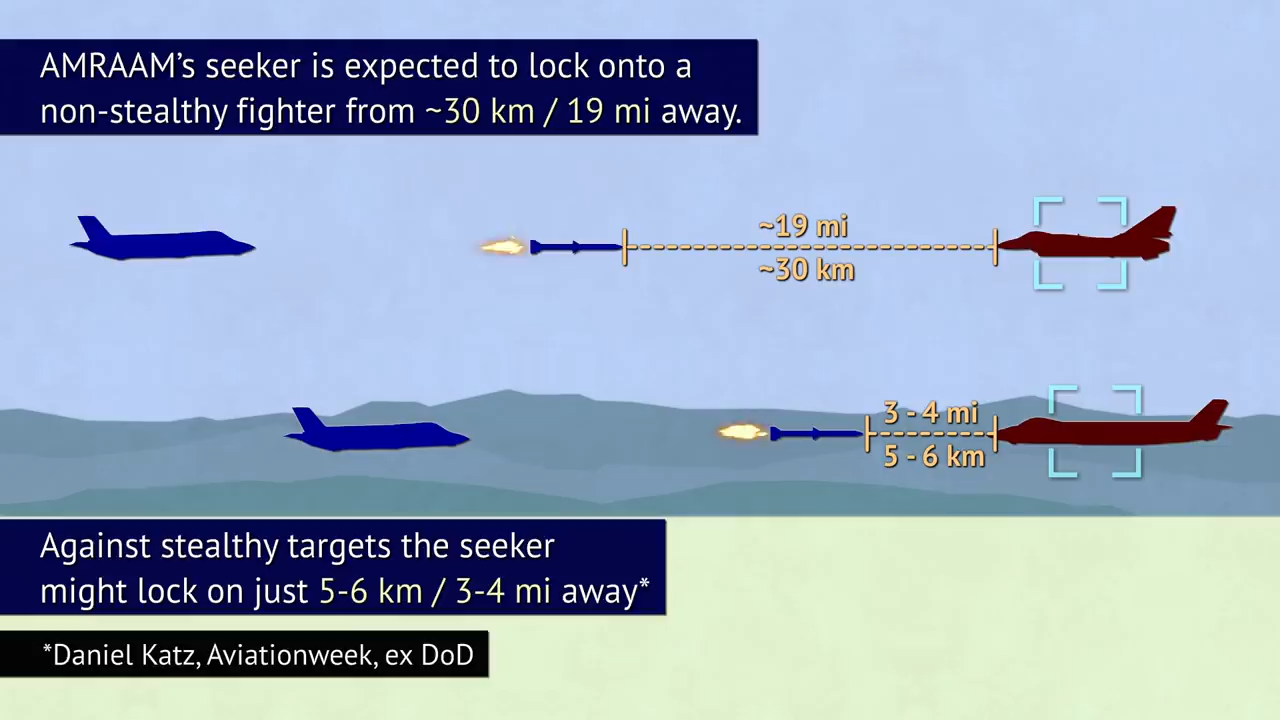 AMRAAM’s seeker is expected to lock onto a
non-stealthy fighter from ~30 km / 19 mi away.
~19 mi
~30 km
3 - 4 mi
5 - 6 km
Against stealthy targets the seeker
might lock on just 5-6 km / 3-4 mi away*
*Daniel Katz, Aviationweek, ex DoD